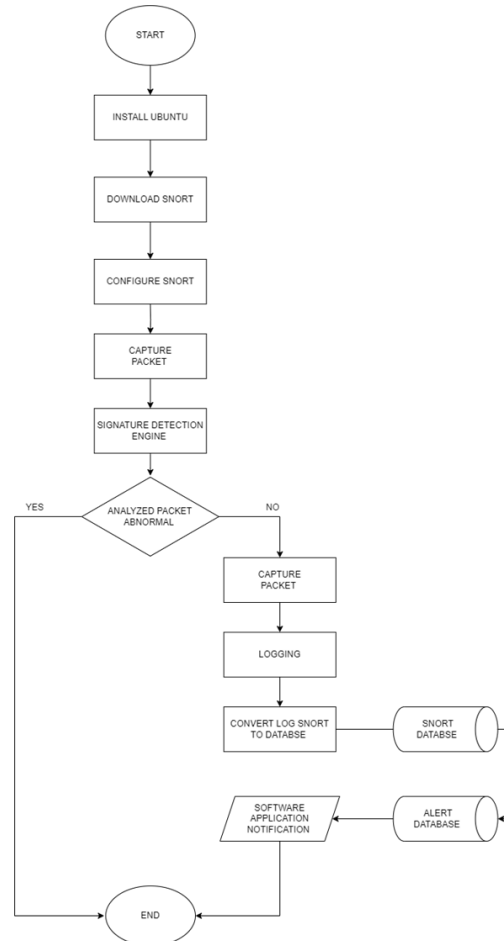 START
INSTALL UBUNTU
DOWNLOAD SNORT
CONFIGURE SNORT
CAPTURE
PACKET
SIGNATURE DETECTION
ENGINE
YES
ANALYZED PACKET
ABNORMAL
NO
CAPTURE
PACKET
LOGGING
CONVERT LOG SNORT
TO DATABSE
SNORT
DATABSE
SOFTWARE
APPLICATION
NOTIFICATION
ALERT
DATABASE
END